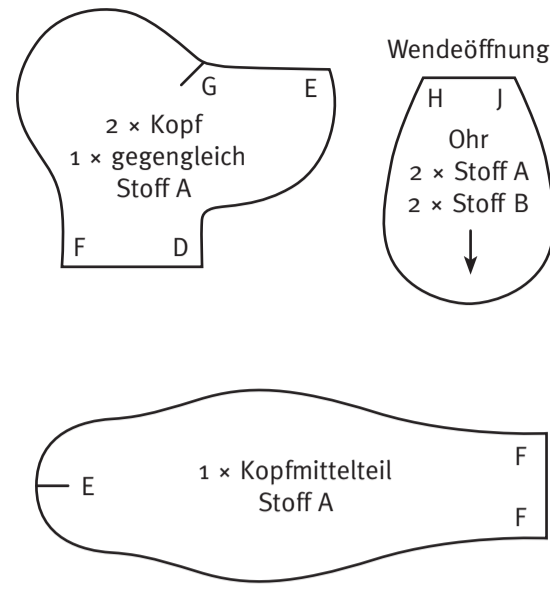 G
E
2 × Kopf
1 × gegengleich
Stoff A
F
D
Wendeöffnung
H
J
Ohr
2 × Stoff A
2 × Stoff B
E
1 × Kopfmittelteil
Stoff A
F
F